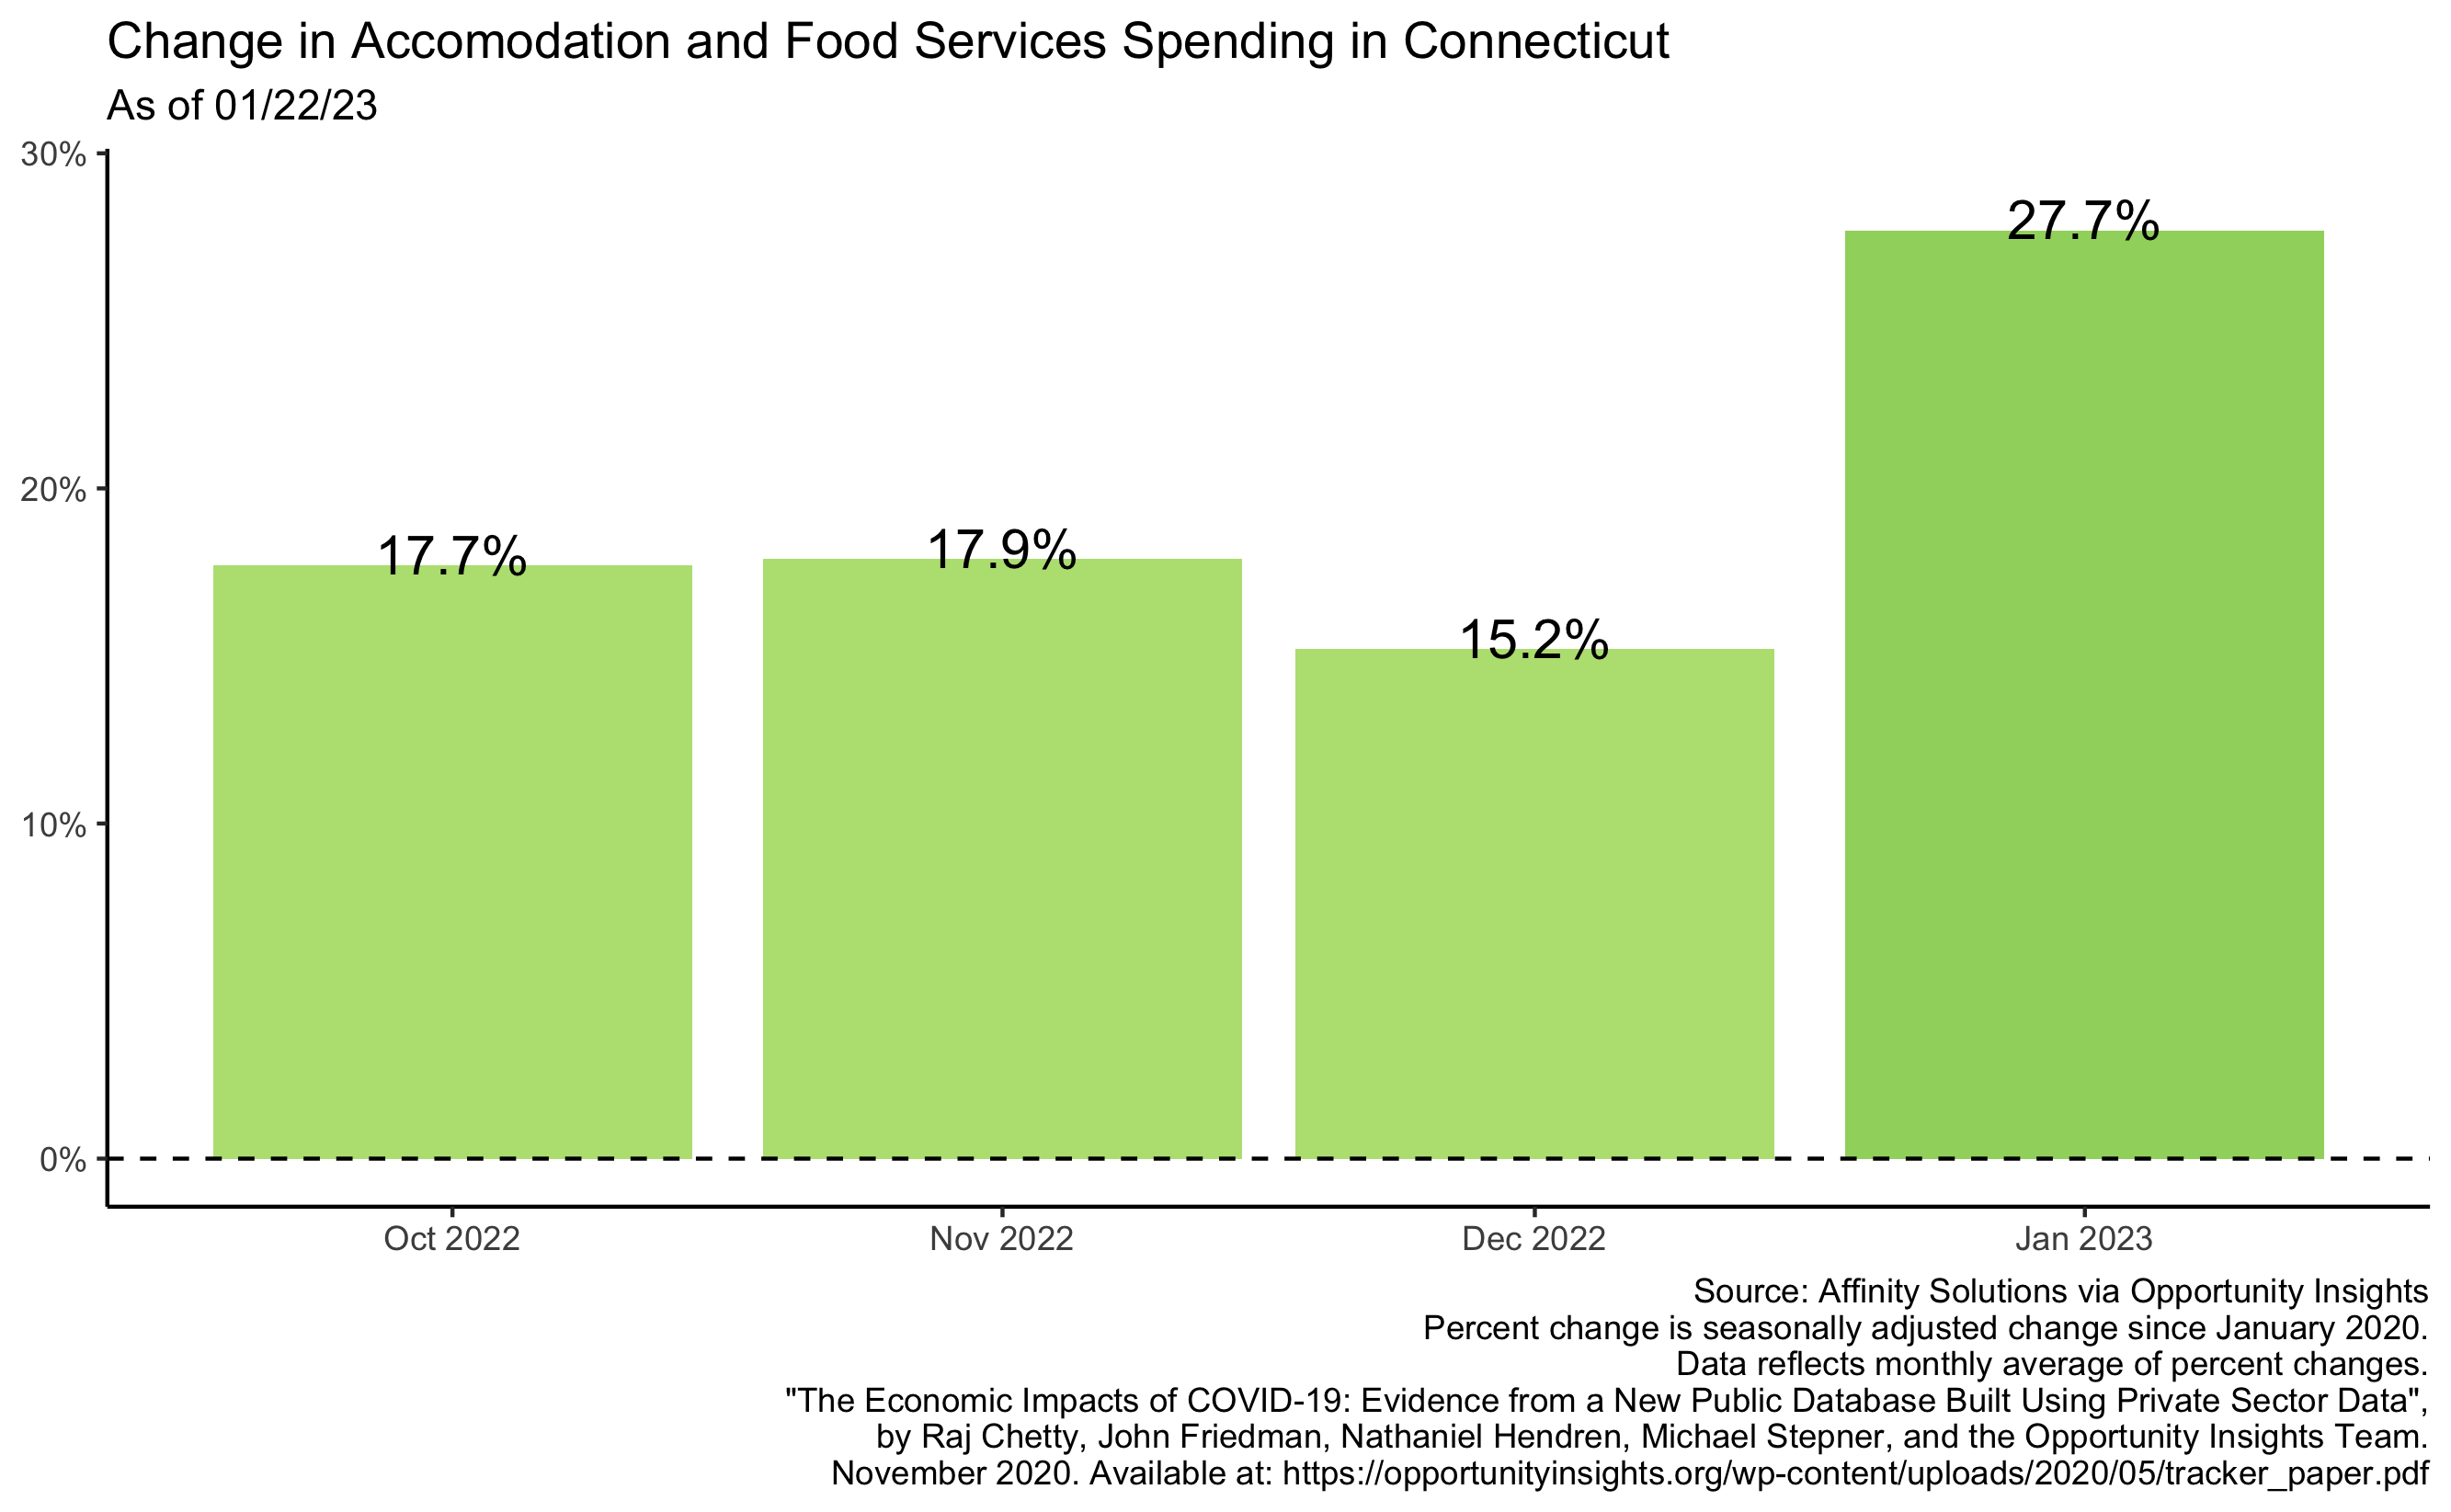 Change in Accomodation and Food Services Spending in Connecticut
As of 01/22/23
30%
20%
10%
0%
17.7%
17.9%
15.2%
27.7%
Oct 2022
Nov 2022
Dec 2022
Jan 2023
Source: Affinity Solutions via Opportunity Insights
Percent change is seasonally adjusted change since January 2020.
Data reflects monthly average of percent changes.
"The Economic Impacts of COVID-19: Evidence from a New Public Database Built Using Private Sector Data",
by Raj Chetty, John Friedman, Nathaniel Hendren, Michael Stepner, and the Opportunity Insights Team.
November 2020. Available at: https://opportunityinsights.org/wp-content/uploads/2020/05/tracker_paper.pdf